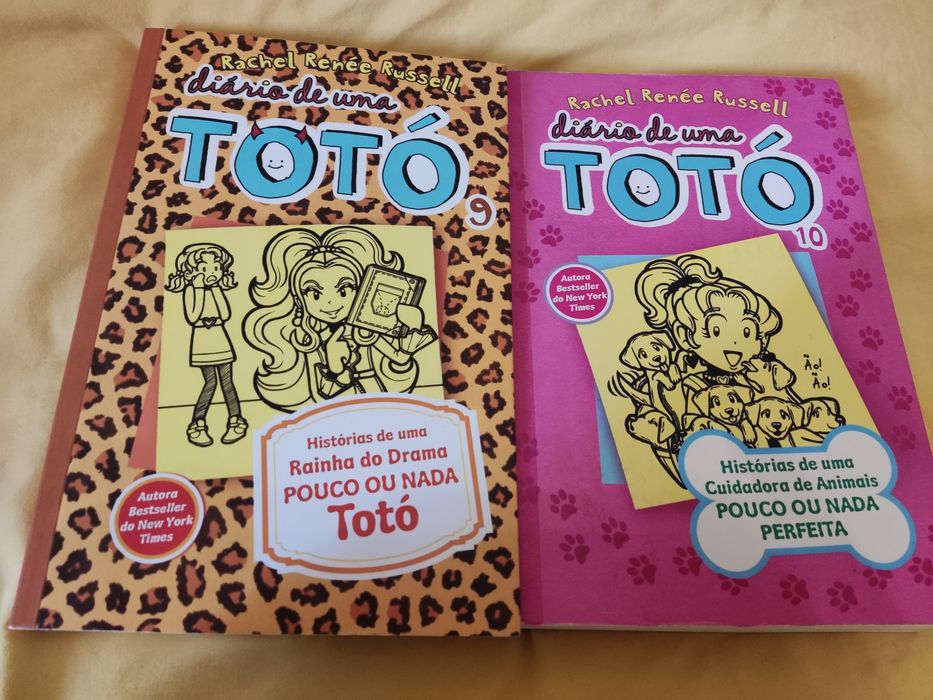 Rachel Renée Russell
diário de uma
TOTÓ
9
Histórias de uma
Rainha do Drama
POUCO OU NADA
Totó
Autora
Bestseller
do New York
Times
Rachel Renée Russell
diário de uma
TOTÓ
10
Autora
Bestseller
do New York
Times
Ão!
Ão!
Histórias de uma
Cuidadora de Animais
POUCO OU NADA
PERFEITA